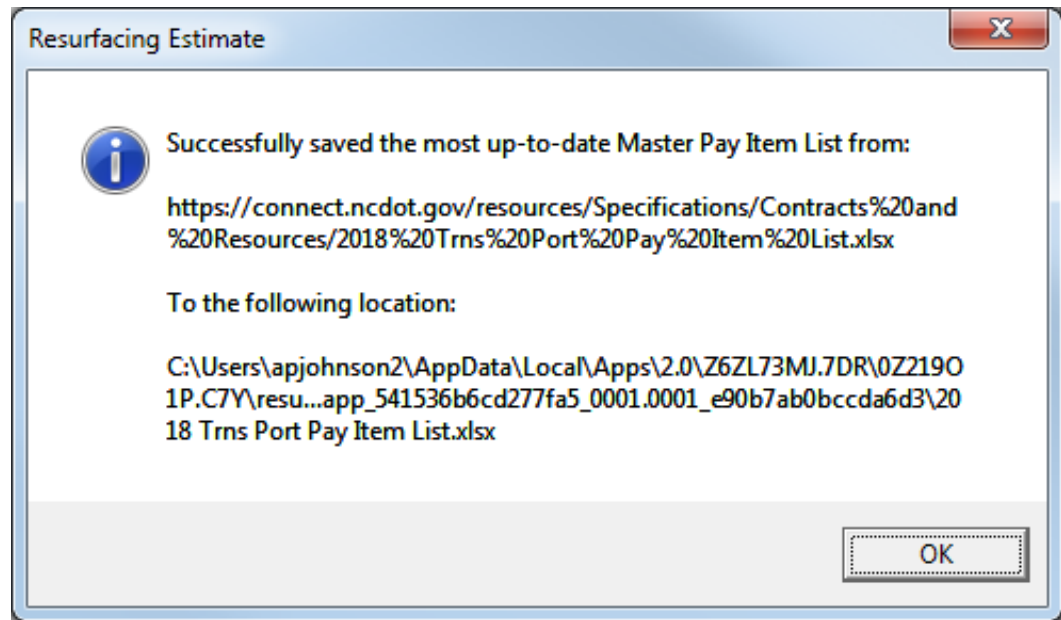 Resurfacing Estimate
Successfully saved the most up-to-date Master Pay Item List from:
https://connect.ncdot.gov/resources/Specifications/Contracts%20and
%20Resources/2018%20Trns%20Port%20Pay%20Item%20List.xlsx
To the following location:
C:\Users\apjohnson2\AppData\Local\Apps\2.0\Z6ZL73MJ.7DR\0Z219O
1P.C7Y\resu...app_541536b6cd277fa5_0001.0001_e90b7ab0bccda6d3\20
18 Trns Port Pay Item List.xlsx
OK